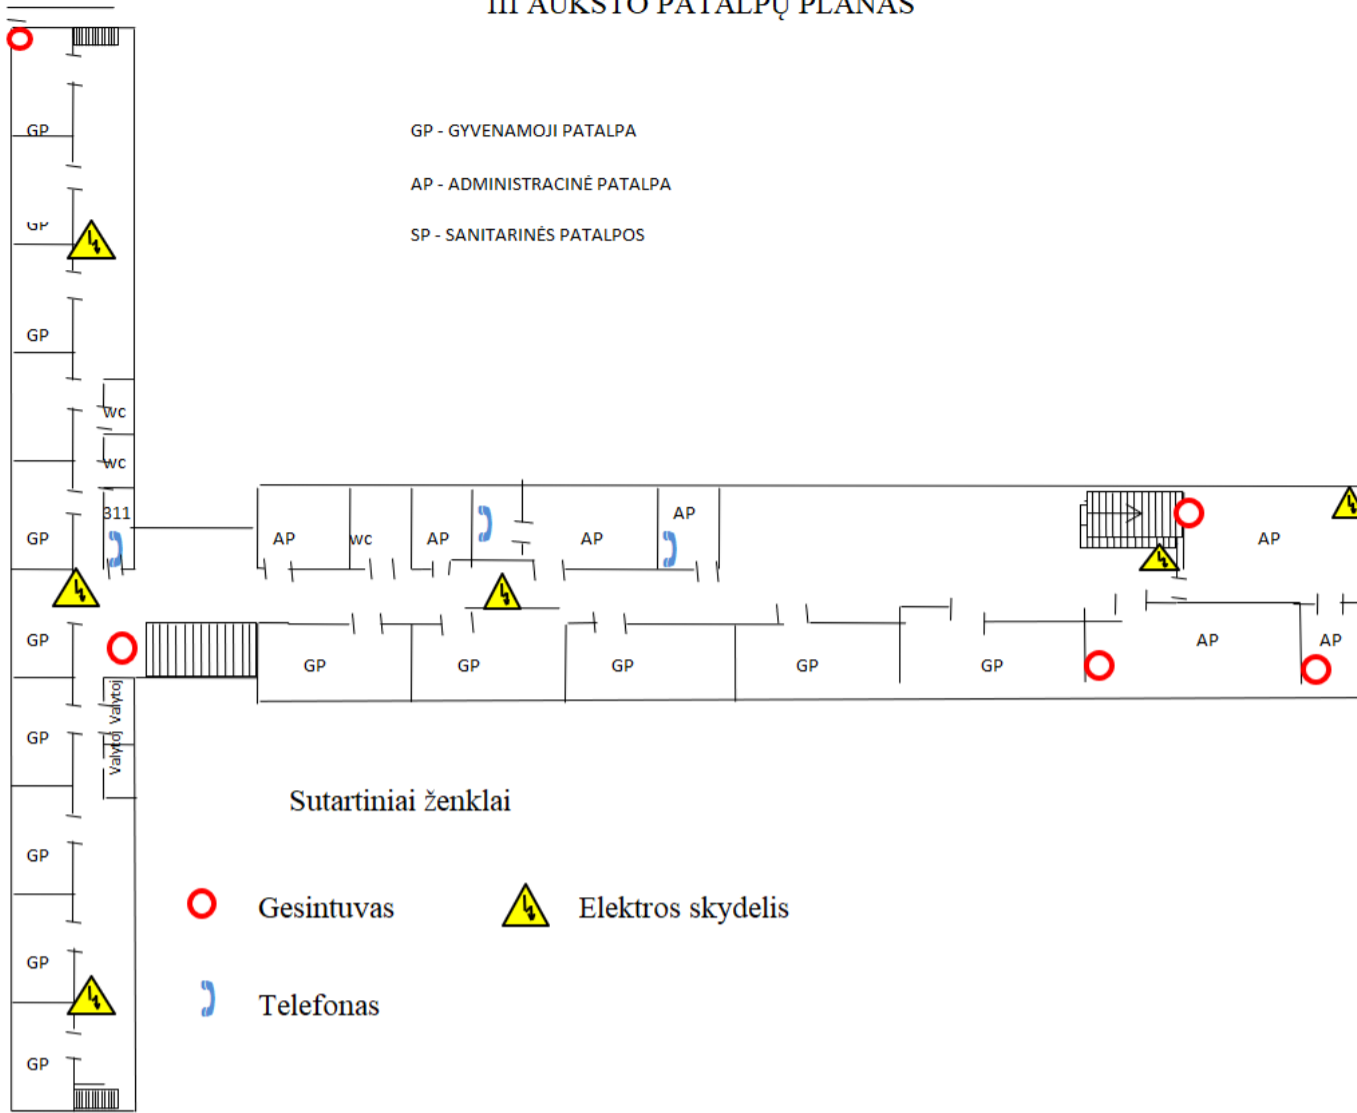 III AUKŠTO PATALPŲ PLANAS
GP - GYVENAMOJI PATALPA
AP - ADMINISTRACINĖ PATALPA
SP - SANITARINĖS PATALPOS
GP
GP
GP
wc
wc
311
GP
AP
wc
AP
AP
AP
AP
GP
GP
GP
GP
GP
GP
AP
AP
Valytoj
Valytoj
GP
GP
GP
GP
Sutartiniai ženklai
Gesintuvas
Elektros skydelis
Telefonas